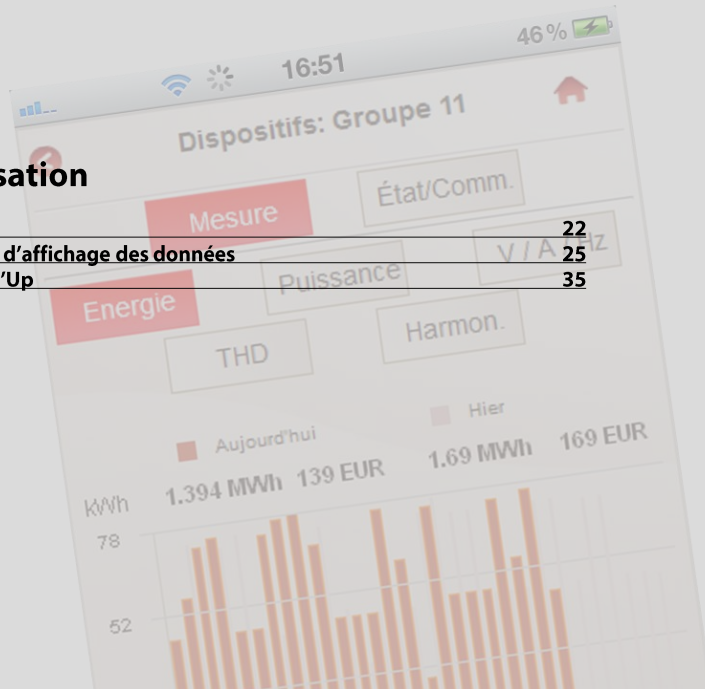 46 %
16:51
Dispositifs: Groupe 11
sation
Mesure État/Comm.
22
d’affichage des données 25
’Up 35
Energie Puissance V / A / Hz
THD Harmon.
Aujourd'hui Hier
kWh 1.394 MWh 139 EUR 1.69 MWh 169 EUR
78
52